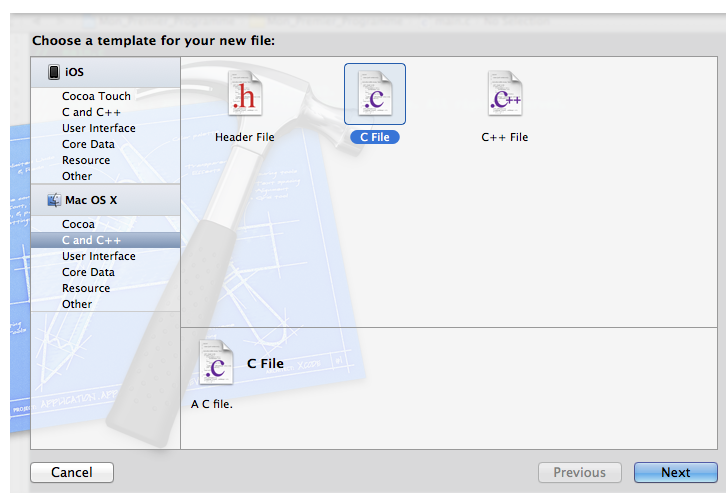 Choose a template for your new file:
iOS
Cocoa Touch
C and C++
User Interface
Core Data
Resource
Other
Mac OS X
Cocoa
C and C++
User Interface
Core Data
Resource
Other
.h
Header File
.c
C File
.c++
C++ File
.c
C File
A C file.
Cancel
Previous
Next